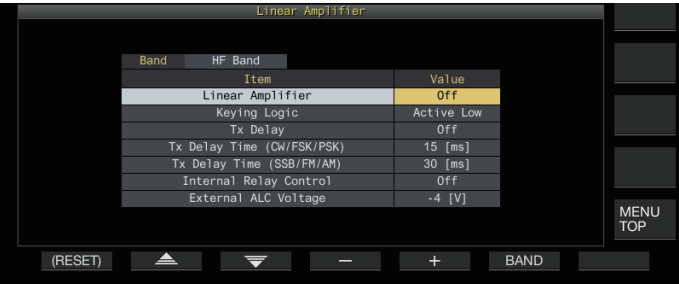 Linear Amplifier
Band HF Band
Item Value
Linear Amplifier Off
Keying Logic Active Low
Tx Delay Off
Tx Delay Time (CW/FSK/PSK) 15 [ms]
Tx Delay Time (SSB/FM/AM) 30 [ms]
Internal Relay Control Off
External ALC Voltage -4 [V]
MENU
TOP
(RESET) − + BAND